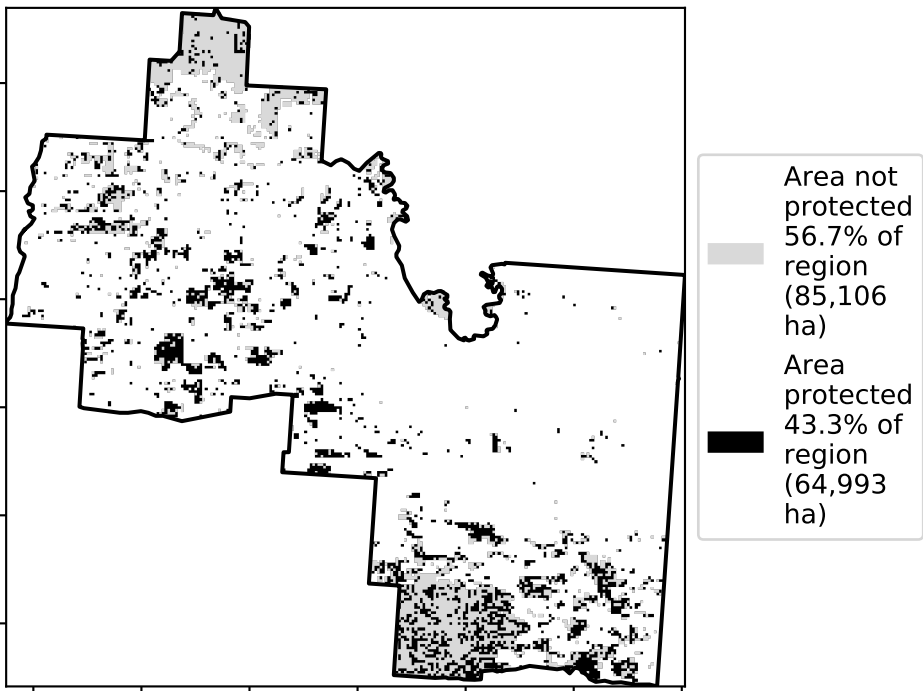 Area not
protected
56.7% of
region
(85,106
ha)
Area
protected
43.3% of
region
(64,993
ha)